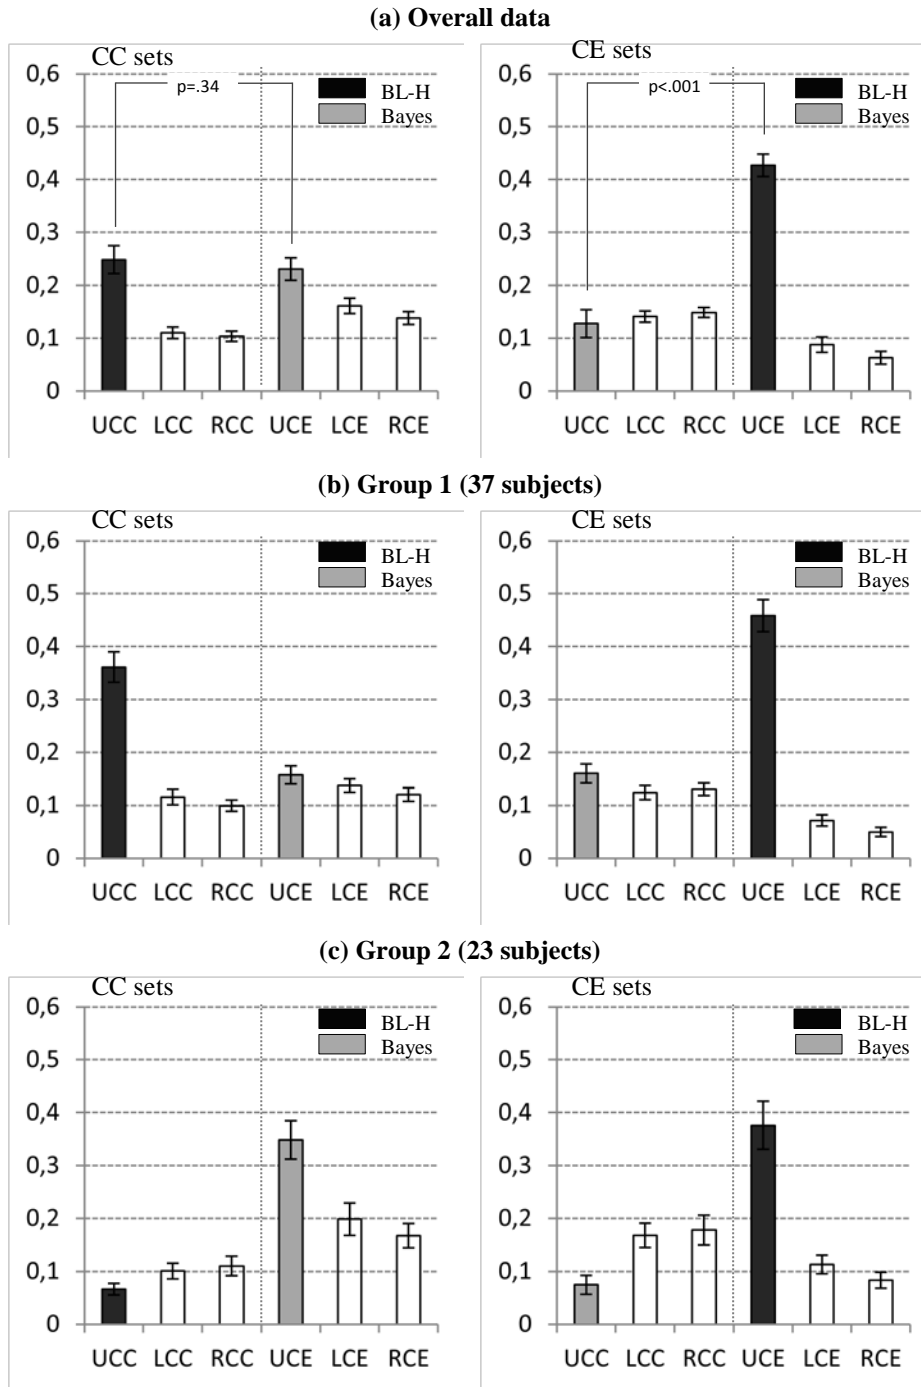 (a) Overall data
CC sets
0,6
0,5
0,4
0,3
0,2
0,1
0
p=.34
BL-H
Bayes
UCC LCC RCC UCE LCE RCE
CE sets
0,6
0,5
0,4
0,3
0,2
0,1
0
p<.001
BL-H
Bayes
UCC LCC RCC UCE LCE RCE
(b) Group 1 (37 subjects)
CC sets
0,6
0,5
0,4
0,3
0,2
0,1
0
BL-H
Bayes
UCC LCC RCC UCE LCE RCE
CE sets
0,6
0,5
0,4
0,3
0,2
0,1
0
BL-H
Bayes
UCC LCC RCC UCE LCE RCE
(c) Group 2 (23 subjects)
CC sets
0,6
0,5
0,4
0,3
0,2
0,1
0
BL-H
Bayes
UCC LCC RCC UCE LCE RCE
CE sets
0,6
0,5
0,4
0,3
0,2
0,1
0
BL-H
Bayes
UCC LCC RCC UCE LCE RCE